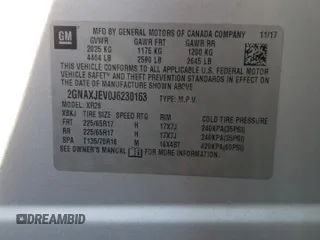 GM
MFD BY GENERAL MOTORS OF CANADA COMPANY 11/17
GVWR GAWR FRT GAWR RR
2025 KG 1175 KG 1200 KG
4464 LB 2590 LB 2645 LB
THIS VEHICLE CONFORMS TO ALL APPLICABLE U.S. FEDERAL MOTOR
VEHICLE SAFETY AND THEFT PREVENTION STANDARDS IN EFFECT ON
THE DATE OF MANUFACTURE SHOWN ABOVE.
2GNAXJEV0J6230163 TYPE: M.P.V.
XR26
XBKJ TIRE SIZE SPEED RTG RIM COLD TIRE PRESSURE
FRT 225/65R17 H 17X7J 240KPA(35PSI)
RR 225/65R17 H 17X7J 240KPA(35PSI)
SPA T135/70R16 M 16X4BT 420KPA(60PSI)
SEE OWNER'S MANUAL FOR ADDITIONAL INFORMATION
DREAMBID